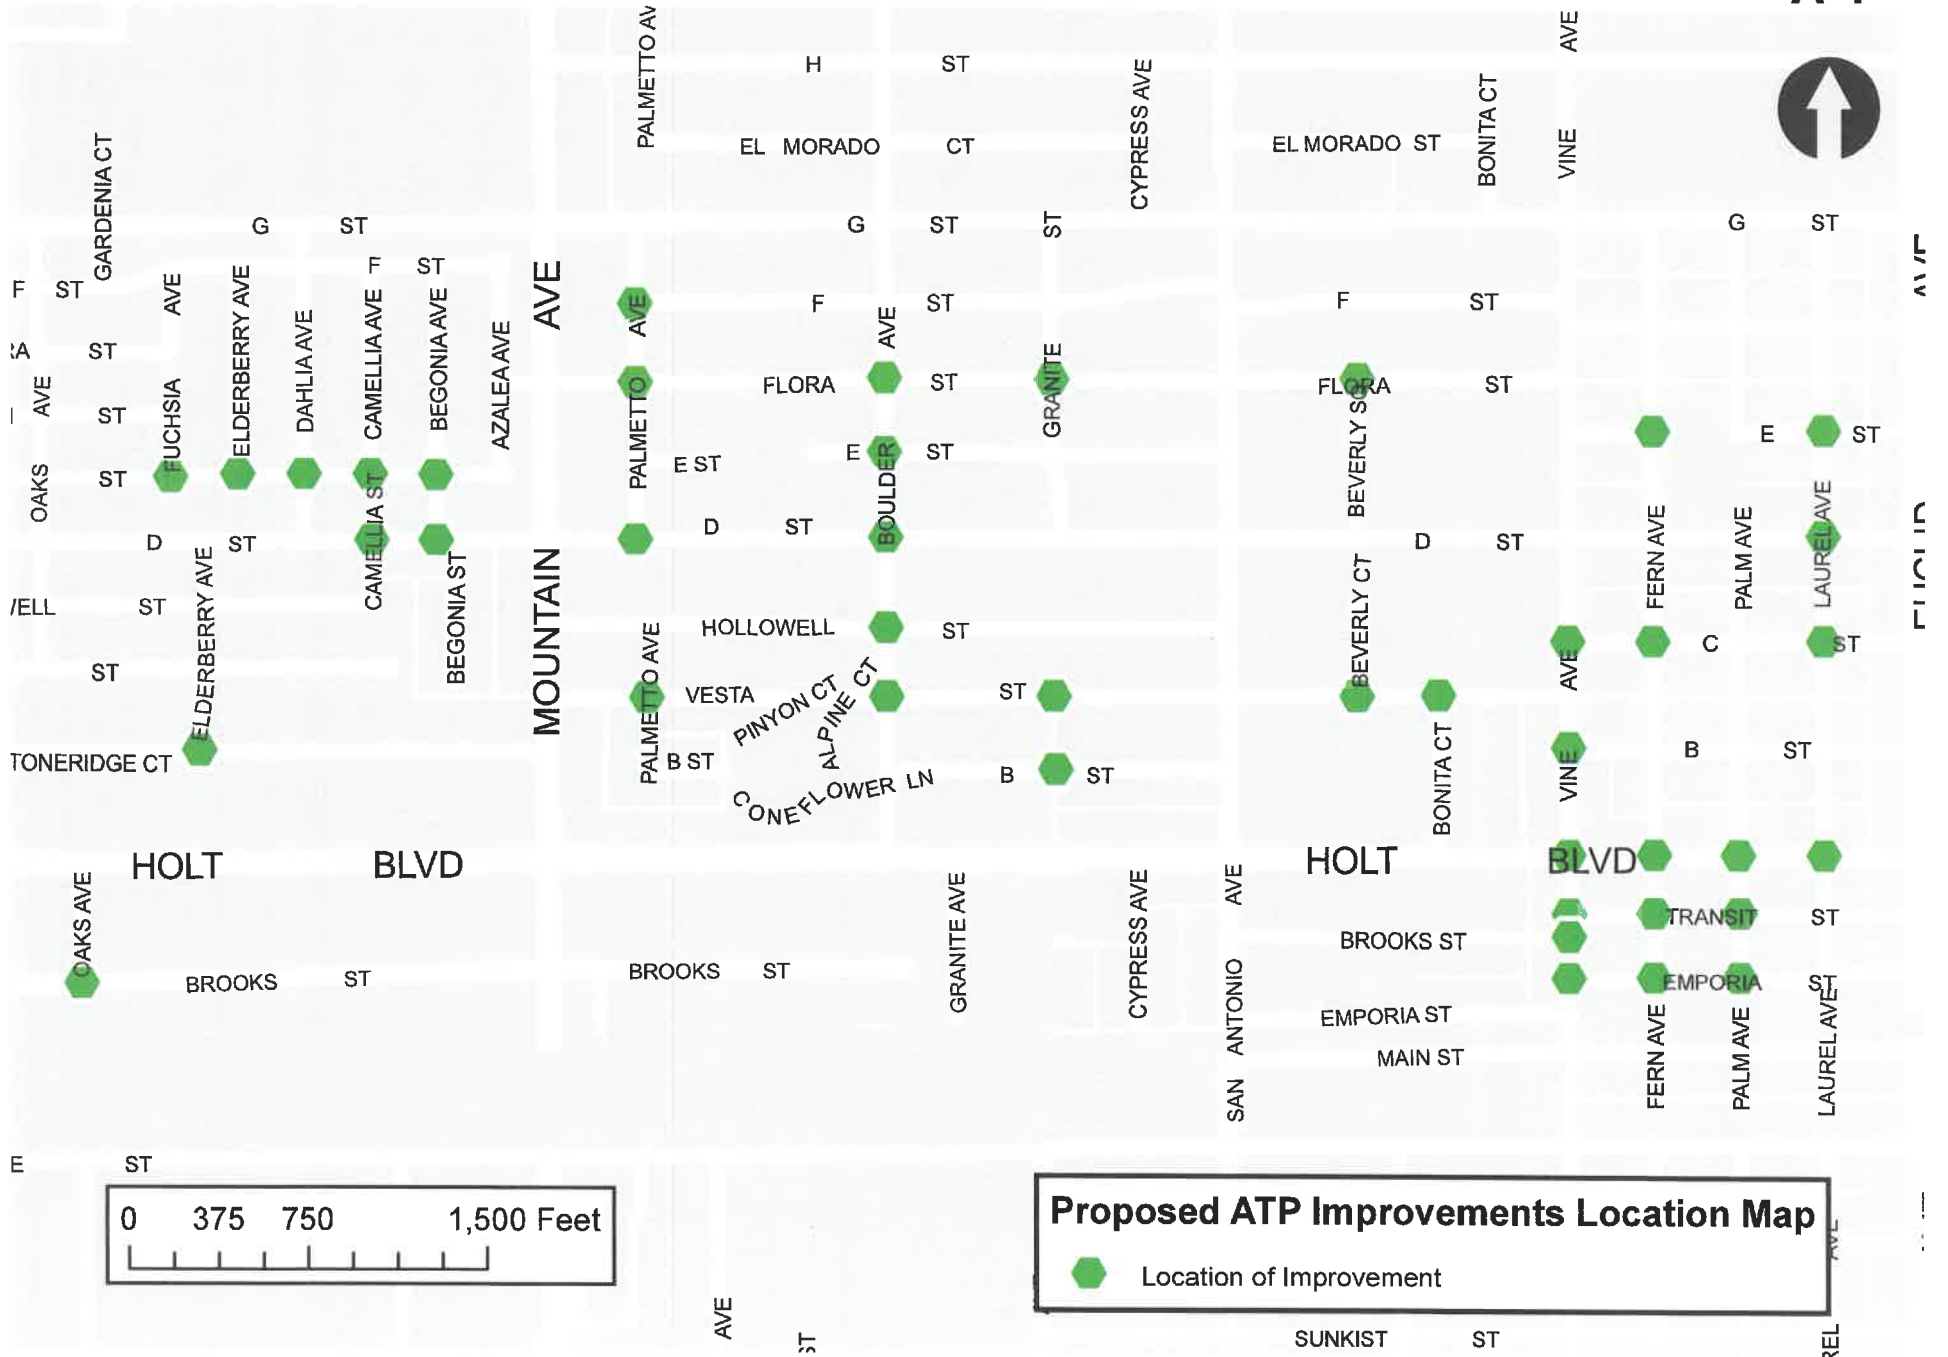 PALMETTO AV
H ST
AVE
EL MORADO CT
CYPRESS AVE
EL MORADO ST
BONITA CT
VINE
GARDENIA CT
G ST
G ST
ST
G ST
F ST
F ST
AVE
ELDERBERRY AVE
DAHLIA AVE
CAMELLIA AVE
BEGONIA AVE
AZALEA AVE
AVE
AVE
F ST
AVE
F ST
ST
AVE
ST
FUCHSIA
PALMETTO
FLORA ST
GRANITE
FLORA ST
BEVERLY
E ST
OAKS
ST
CAMELLIA ST
E ST
E ST
BOULDER
D ST
ELDERBERRY AVE
BEGONIA ST
MOUNTAIN
D ST
D ST
FERN AVE
PALM AVE
LAUREL AVE
ST
ST
PALMETTO AVE
HOLLOWELL ST
BEVERLY CT
AVE
C ST
VESTA ST
PINYON CT
ALPINE CT
TONERIDGE CT
B ST
CONEFLOWER LN
B ST
BONITA CT
VINE
B ST
HOLT BLVD
HOLT BLVD
OAKS AVE
GRANITE AVE
CYPRESS AVE
SAN ANTONIO AVE
TRANSIT ST
BROOKS ST
BROOKS ST
BROOKS ST
EMPORIA ST
EMPORIA ST
MAIN ST
FERN AVE
PALM AVE
LAUREL AVE
E ST
0 375 750 1,500 Feet
Proposed ATP Improvements Location Map
Location of Improvement
AVE
SUNKIST ST